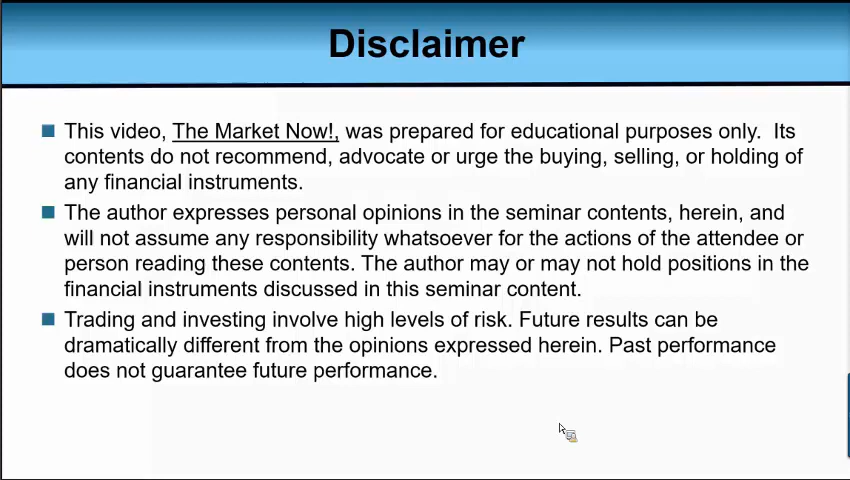 Disclaimer
This video, The Market Now!, was prepared for educational purposes only.  Its
contents do not recommend, advocate or urge the buying, selling, or holding of
any financial instruments.
The author expresses personal opinions in the seminar contents, herein, and
will not assume any responsibility whatsoever for the actions of the attendee or
person reading these contents. The author may or may not hold positions in the
financial instruments discussed in this seminar content.
Trading and investing involve high levels of risk. Future results can be
dramatically different from the opinions expressed herein. Past performance
does not guarantee future performance.